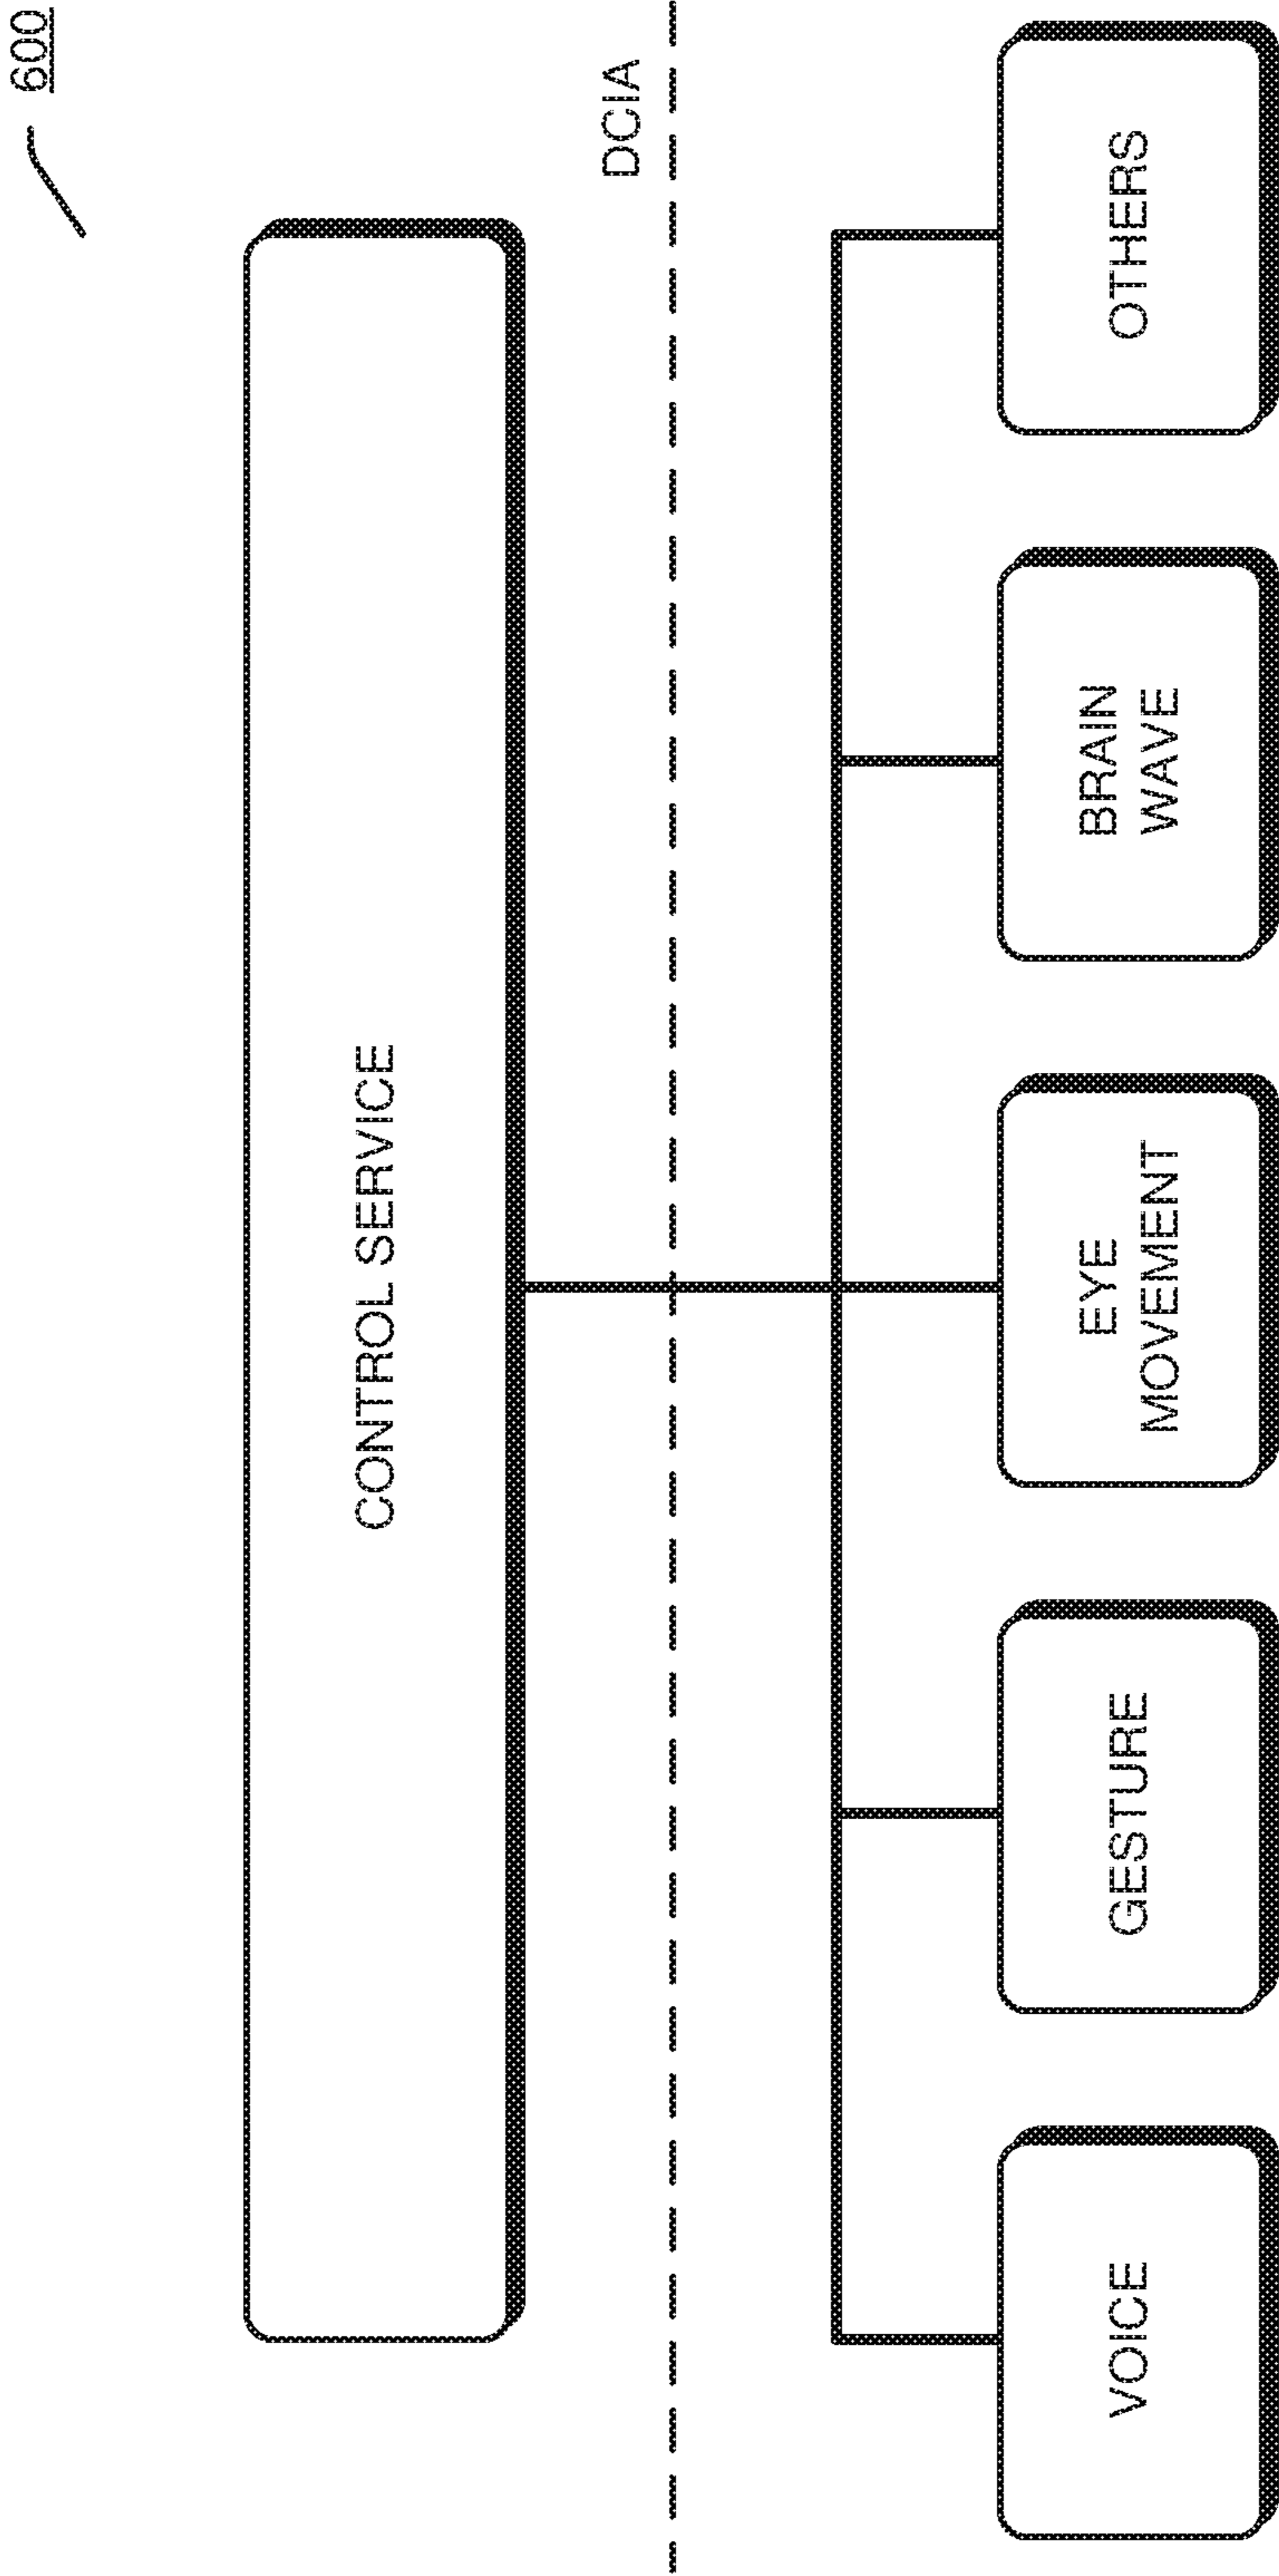 600
CONTROL SERVICE
DCIA
VOICE
GESTURE
EYE
MOVEMENT
BRAIN
WAVE
OTHERS